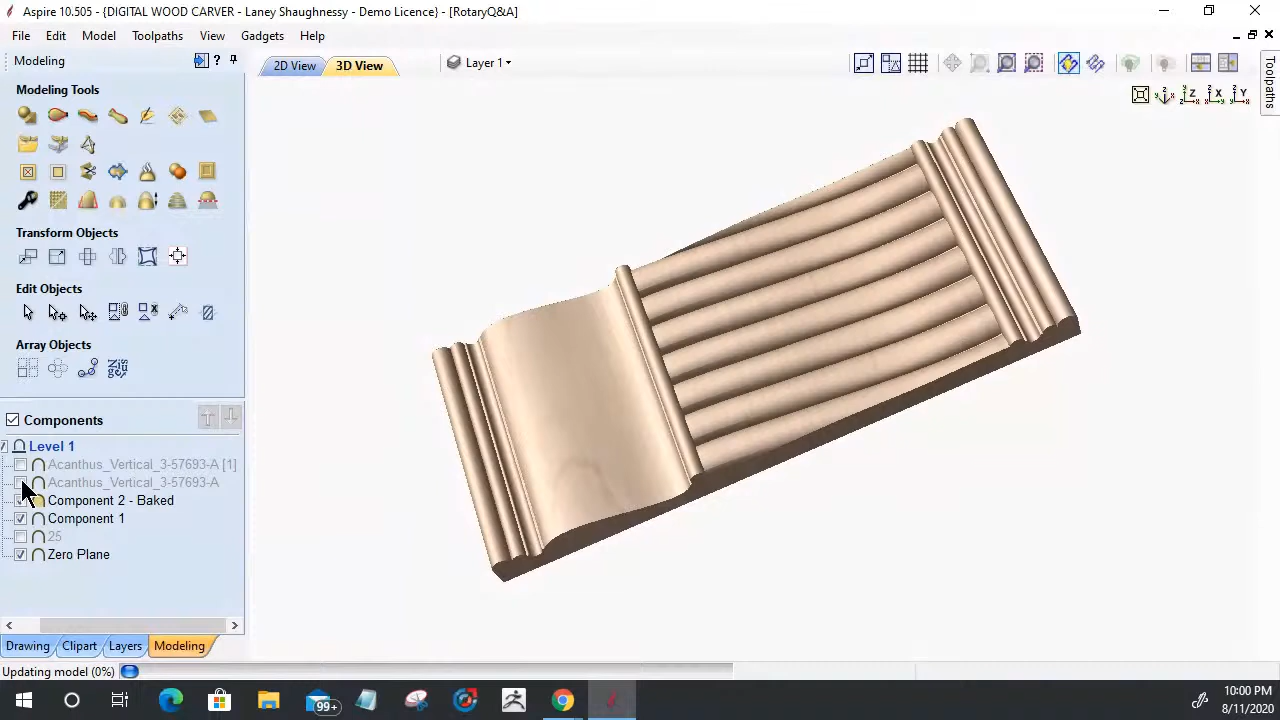 Aspire 10.505 - {DIGITAL WOOD CARVER - Laney Shaughnessy - Demo Licence} - [RotaryQ&A]
File Edit Model Toolpaths View Gadgets Help
Modeling
2D View 3D View Layer 1
Toolpaths
Modeling Tools
Transform Objects
Edit Objects
Array Objects
Components
Level 1
Acanthus_Vertical_3-57693-A [1]
Acanthus_Vertical_3-57693-A
Component 2 - Baked
Component 1
25
Zero Plane
Drawing Clipart Layers Modeling
Updating model (0%)
99+
10:00 PM
8/11/2020